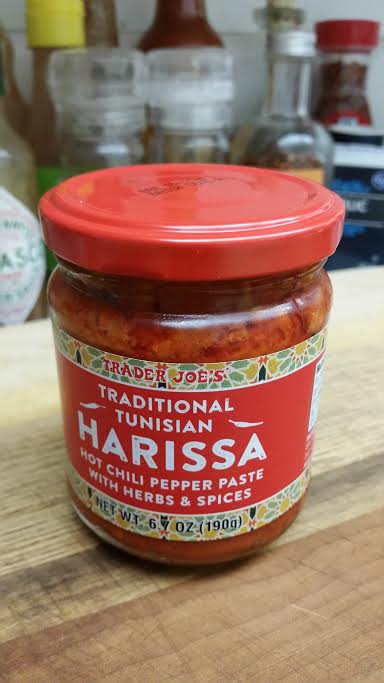 TRADER JOE'S
TRADITIONAL
TUNISIAN
HARISSA
HOT CHILI PEPPER PASTE
WITH HERBS & SPICES
NET WT. 6.7 OZ (190g)